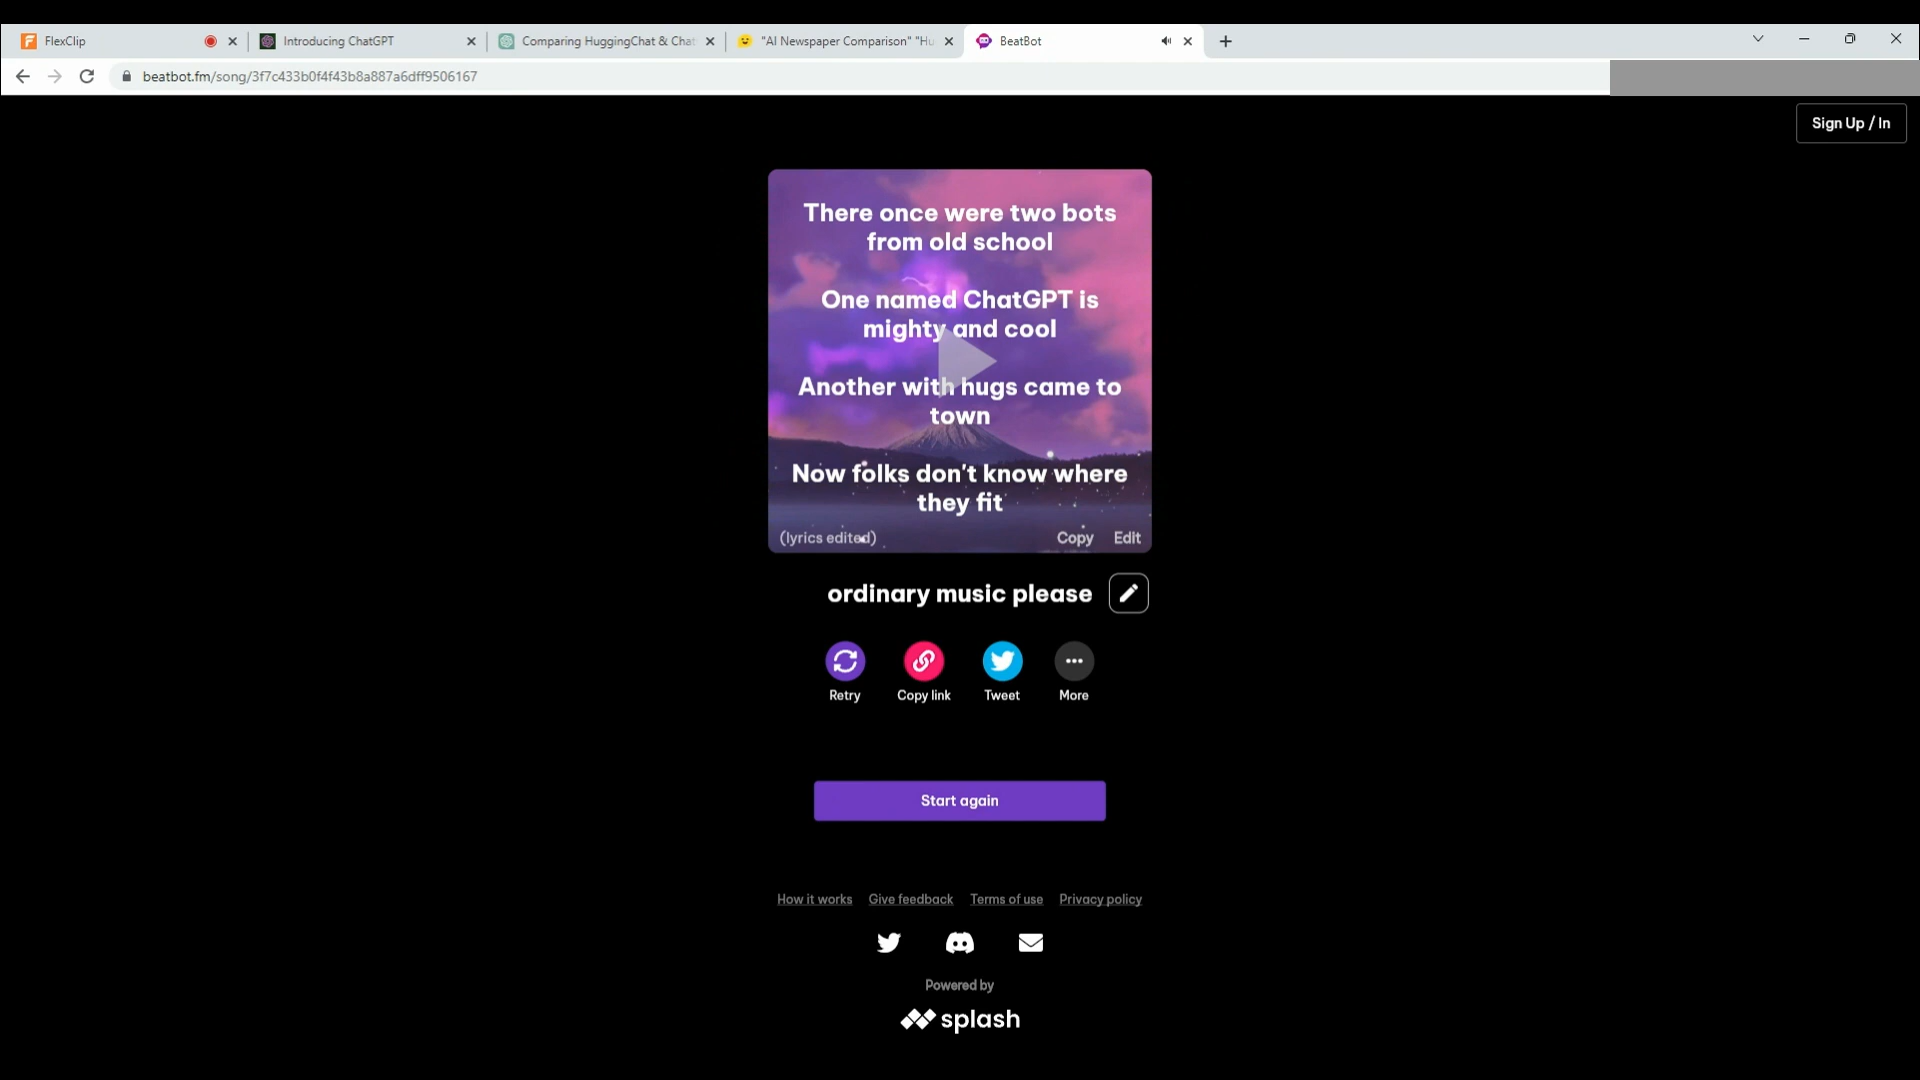 FlexClip
Introducing ChatGPT
Comparing HuggingChat & Chat
"AI Newspaper Comparison" "Hu
BeatBot
beatbot.fm/song/3f7c433b0f4f43b8a887a6dff9506167
Sign Up / In
There once were two bots
from old school
One named ChatGPT is
mighty and cool
Another with hugs came to
town
Now folks don't know where
they fit
(lyrics edited)
Copy
Edit
ordinary music please
Retry
Copy link
Tweet
More
Start again
How it works
Give feedback
Terms of use
Privacy policy
Powered by
splash